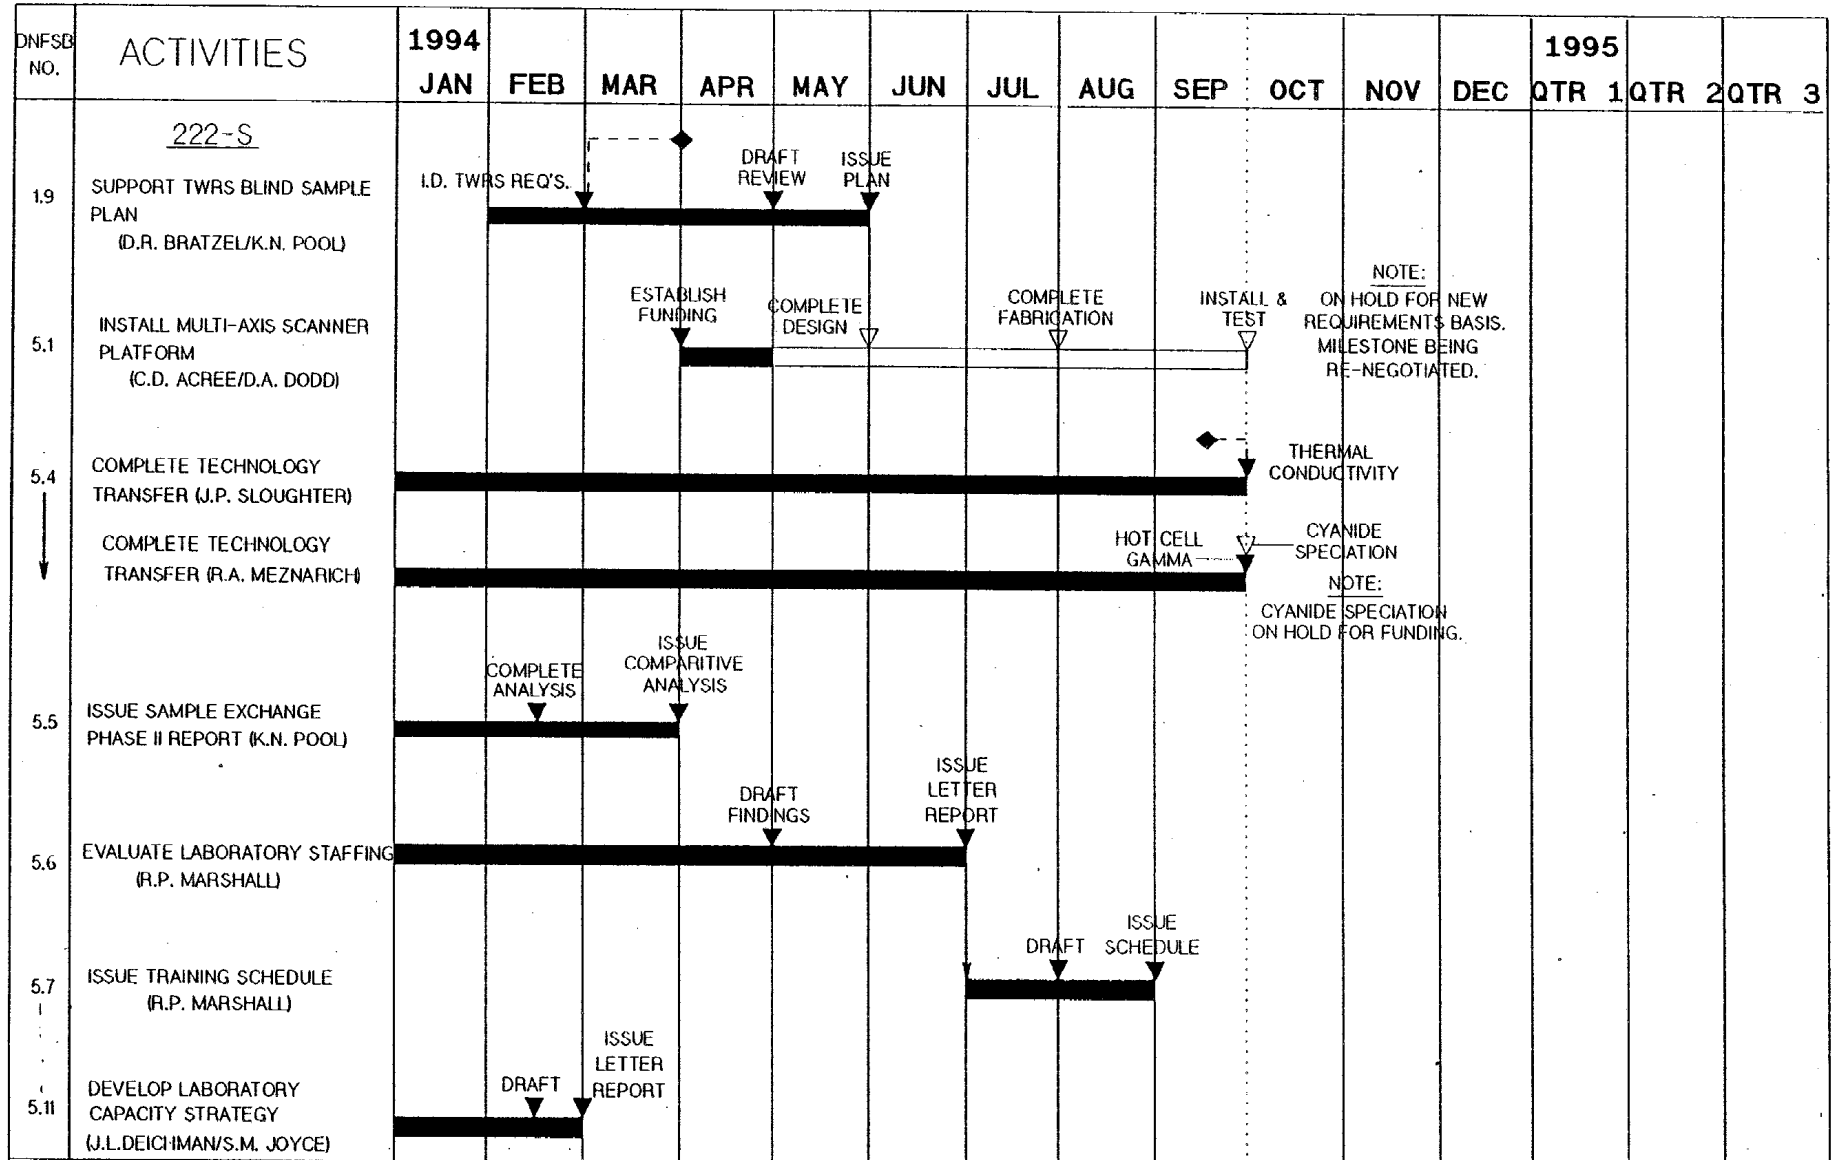 DNFSB
NO.
ACTIVITIES
1994
1995
JAN FEB MAR APR MAY JUN JUL AUG SEP OCT NOV DEC QTR 1 QTR 2 QTR 3
222-S
1.9
SUPPORT TWRS BLIND SAMPLE
PLAN
(D.R. BRATZEL/K.N. POOL)
I.D. TWRS REQ'S.
DRAFT
REVIEW
ISSUE
PLAN
5.1
INSTALL MULTI-AXIS SCANNER
PLATFORM
(C.D. ACREE/D.A. DODD)
ESTABLISH
FUNDING
COMPLETE
DESIGN
COMPLETE
FABRICATION
INSTALL &
TEST
NOTE:
ON HOLD FOR NEW
REQUIREMENTS BASIS.
MILESTONE BEING
RE-NEGOTIATED.
5.4
COMPLETE TECHNOLOGY
TRANSFER (J.P. SLOUGHTER)
THERMAL
CONDUCTIVITY
COMPLETE TECHNOLOGY
TRANSFER (R.A. MEZNARICH)
HOT CELL
GAMMA
CYANIDE
SPECIATION
NOTE:
CYANIDE SPECIATION
ON HOLD FOR FUNDING.
5.5
ISSUE SAMPLE EXCHANGE
PHASE II REPORT (K.N. POOL)
COMPLETE
ANALYSIS
ISSUE
COMPARITIVE
ANALYSIS
5.6
EVALUATE LABORATORY STAFFING
(R.P. MARSHALL)
DRAFT
FINDINGS
ISSUE
LETTER
REPORT
5.7
ISSUE TRAINING SCHEDULE
(R.P. MARSHALL)
DRAFT
ISSUE
SCHEDULE
5.11
DEVELOP LABORATORY
CAPACITY STRATEGY
(J.L.DEICHMAN/S.M. JOYCE)
DRAFT
ISSUE
LETTER
REPORT